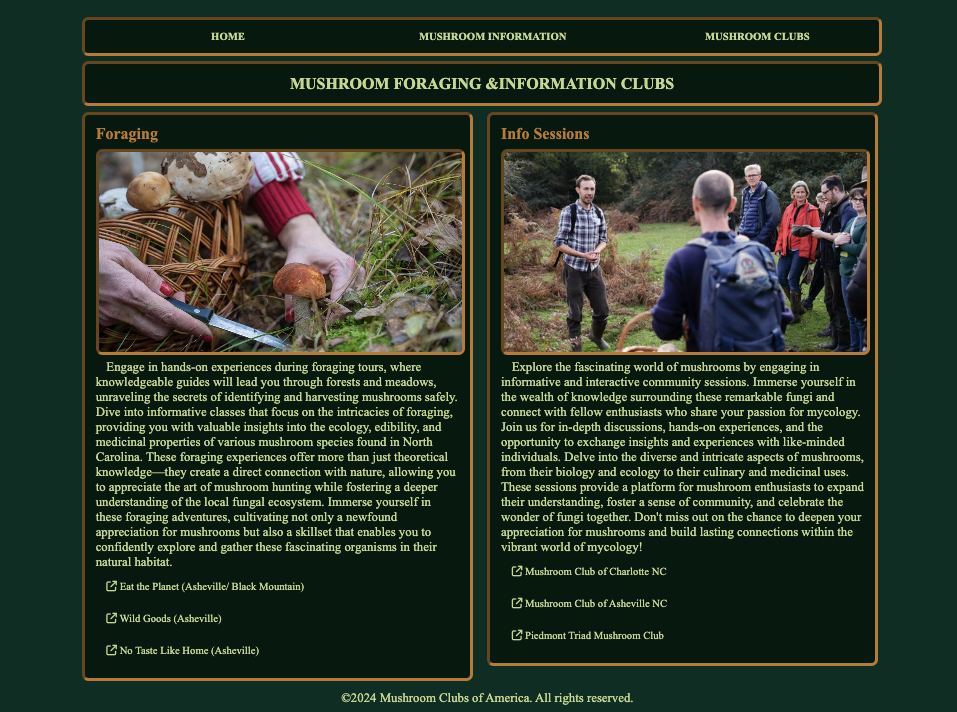 HOME
MUSHROOM INFORMATION
MUSHROOM CLUBS
MUSHROOM FORAGING &INFORMATION CLUBS
Foraging
Engage in hands-on experiences during foraging tours, where
knowledgeable guides will lead you through forests and meadows,
unraveling the secrets of identifying and harvesting mushrooms safely.
Dive into informative classes that focus on the intricacies of foraging,
providing you with valuable insights into the ecology, edibility, and
medicinal properties of various mushroom species found in North
Carolina. These foraging experiences offer more than just theoretical
knowledge—they create a direct connection with nature, allowing you
to appreciate the art of mushroom hunting while fostering a deeper
understanding of the local fungal ecosystem. Immerse yourself in
these foraging adventures, cultivating not only a newfound
appreciation for mushrooms but also a skillset that enables you to
confidently explore and gather these fascinating organisms in their
natural habitat.
Eat the Planet (Asheville/ Black Mountain)
Wild Goods (Asheville)
No Taste Like Home (Asheville)
Info Sessions
Explore the fascinating world of mushrooms by engaging in
informative and interactive community sessions. Immerse yourself in
the wealth of knowledge surrounding these remarkable fungi and
connect with fellow enthusiasts who share your passion for mycology.
Join us for in-depth discussions, hands-on experiences, and the
opportunity to exchange insights and experiences with like-minded
individuals. Delve into the diverse and intricate aspects of mushrooms,
from their biology and ecology to their culinary and medicinal uses.
These sessions provide a platform for mushroom enthusiasts to expand
their understanding, foster a sense of community, and celebrate the
wonder of fungi together. Don't miss out on the chance to deepen your
appreciation for mushrooms and build lasting connections within the
vibrant world of mycology!
Mushroom Club of Charlotte NC
Mushroom Club of Asheville NC
Piedmont Triad Mushroom Club
©2024 Mushroom Clubs of America. All rights reserved.